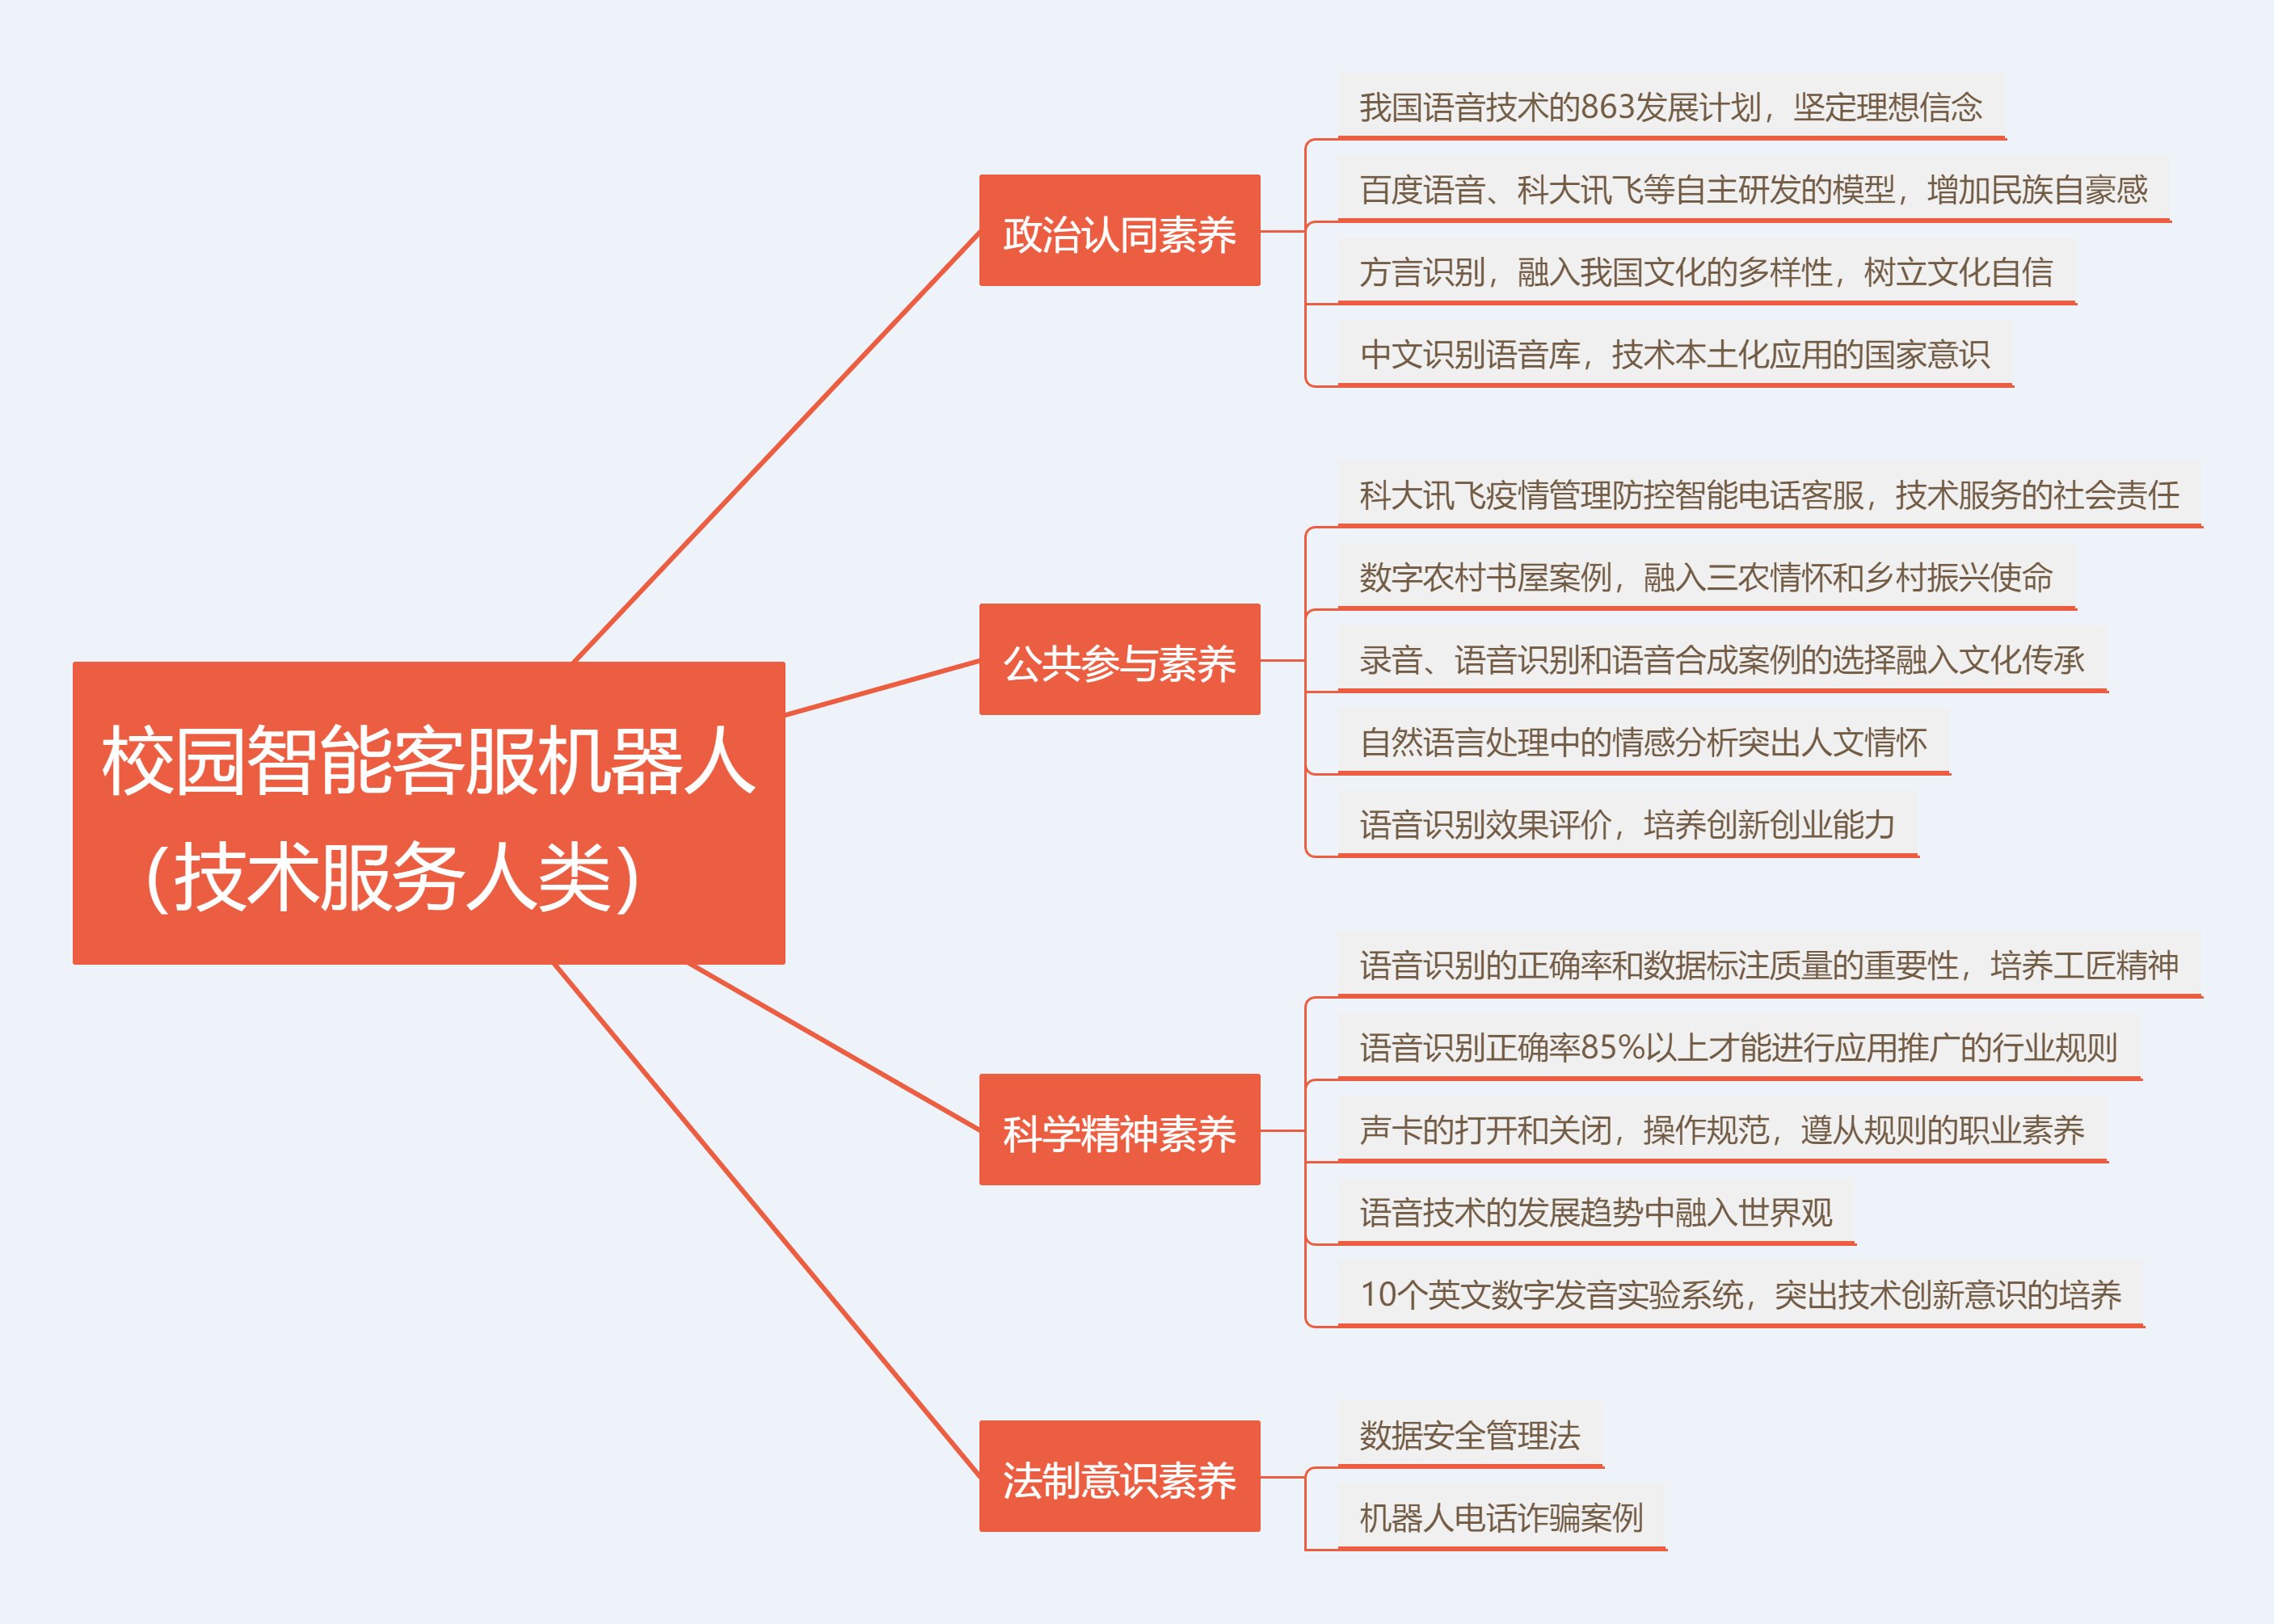 校园智能客服机器人
（技术服务人类）
政治认同素养
我国语音技术的863发展计划，坚定理想信念
百度语音、科大讯飞等自主研发的模型，增加民族自豪感
方言识别，融入我国文化的多样性，树立文化自信
中文识别语音库，技术本土化应用的国家意识
公共参与素养
科大讯飞疫情管理防控智能电话客服，技术服务的社会责任
数字农村书屋案例，融入三农情怀和乡村振兴使命
录音、语音识别和语音合成案例的选择融入文化传承
自然语言处理中的情感分析突出人文情怀
语音识别效果评价，培养创新创业能力
科学精神素养
语音识别的正确率和数据标注质量的重要性，培养工匠精神
语音识别正确率85%以上才能进行应用推广的行业规则
声卡的打开和关闭，操作规范，遵从规则的职业素养
语音技术的发展趋势中融入世界观
10个英文数字发音实验系统，突出技术创新意识的培养
法制意识素养
数据安全管理法
机器人电话诈骗案例